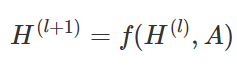 H^{(l+1)} = f(H^{(l)}, A)